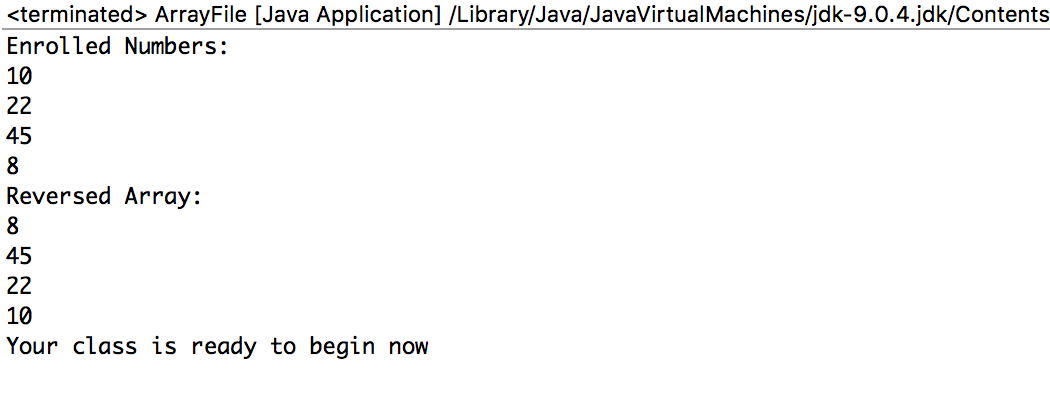 <terminated> ArrayFile [Java Application] /Library/Java/JavaVirtualMachines/jdk-9.0.4.jdk/Contents
Enrolled Numbers:
10
22
45
8
Reversed Array:
8
45
22
10
Your class is ready to begin now